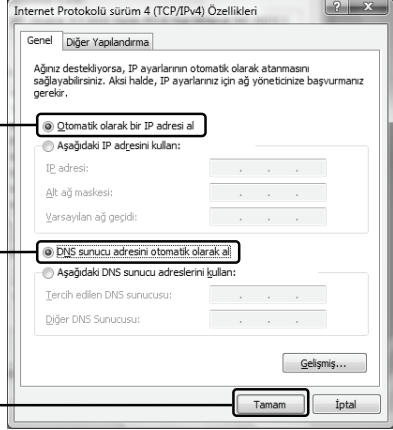 Internet Protokolü sürüm 4 (TCP/IPv4) Özellikleri
Genel
Diğer Yapılandırma
Ağınız destekliyorsa, IP ayarlarının otomatik olarak atanmasını
sağlayabilirsiniz. Aksi halde, IP ayarlarınız için ağ yöneticinize başvurmanız
gerekir.
Otomatik olarak bir IP adresi al
Aşağıdaki IP adresini kullan:
IP adresi:
Alt ağ maskesi:
Varsayılan ağ geçidi:
DNS sunucu adresini otomatik olarak al
Aşağıdaki DNS sunucu adreslerini kullan:
Tercih edilen DNS sunucusu:
Diğer DNS Sunucusu:
Gelişmiş...
Tamam
İptal